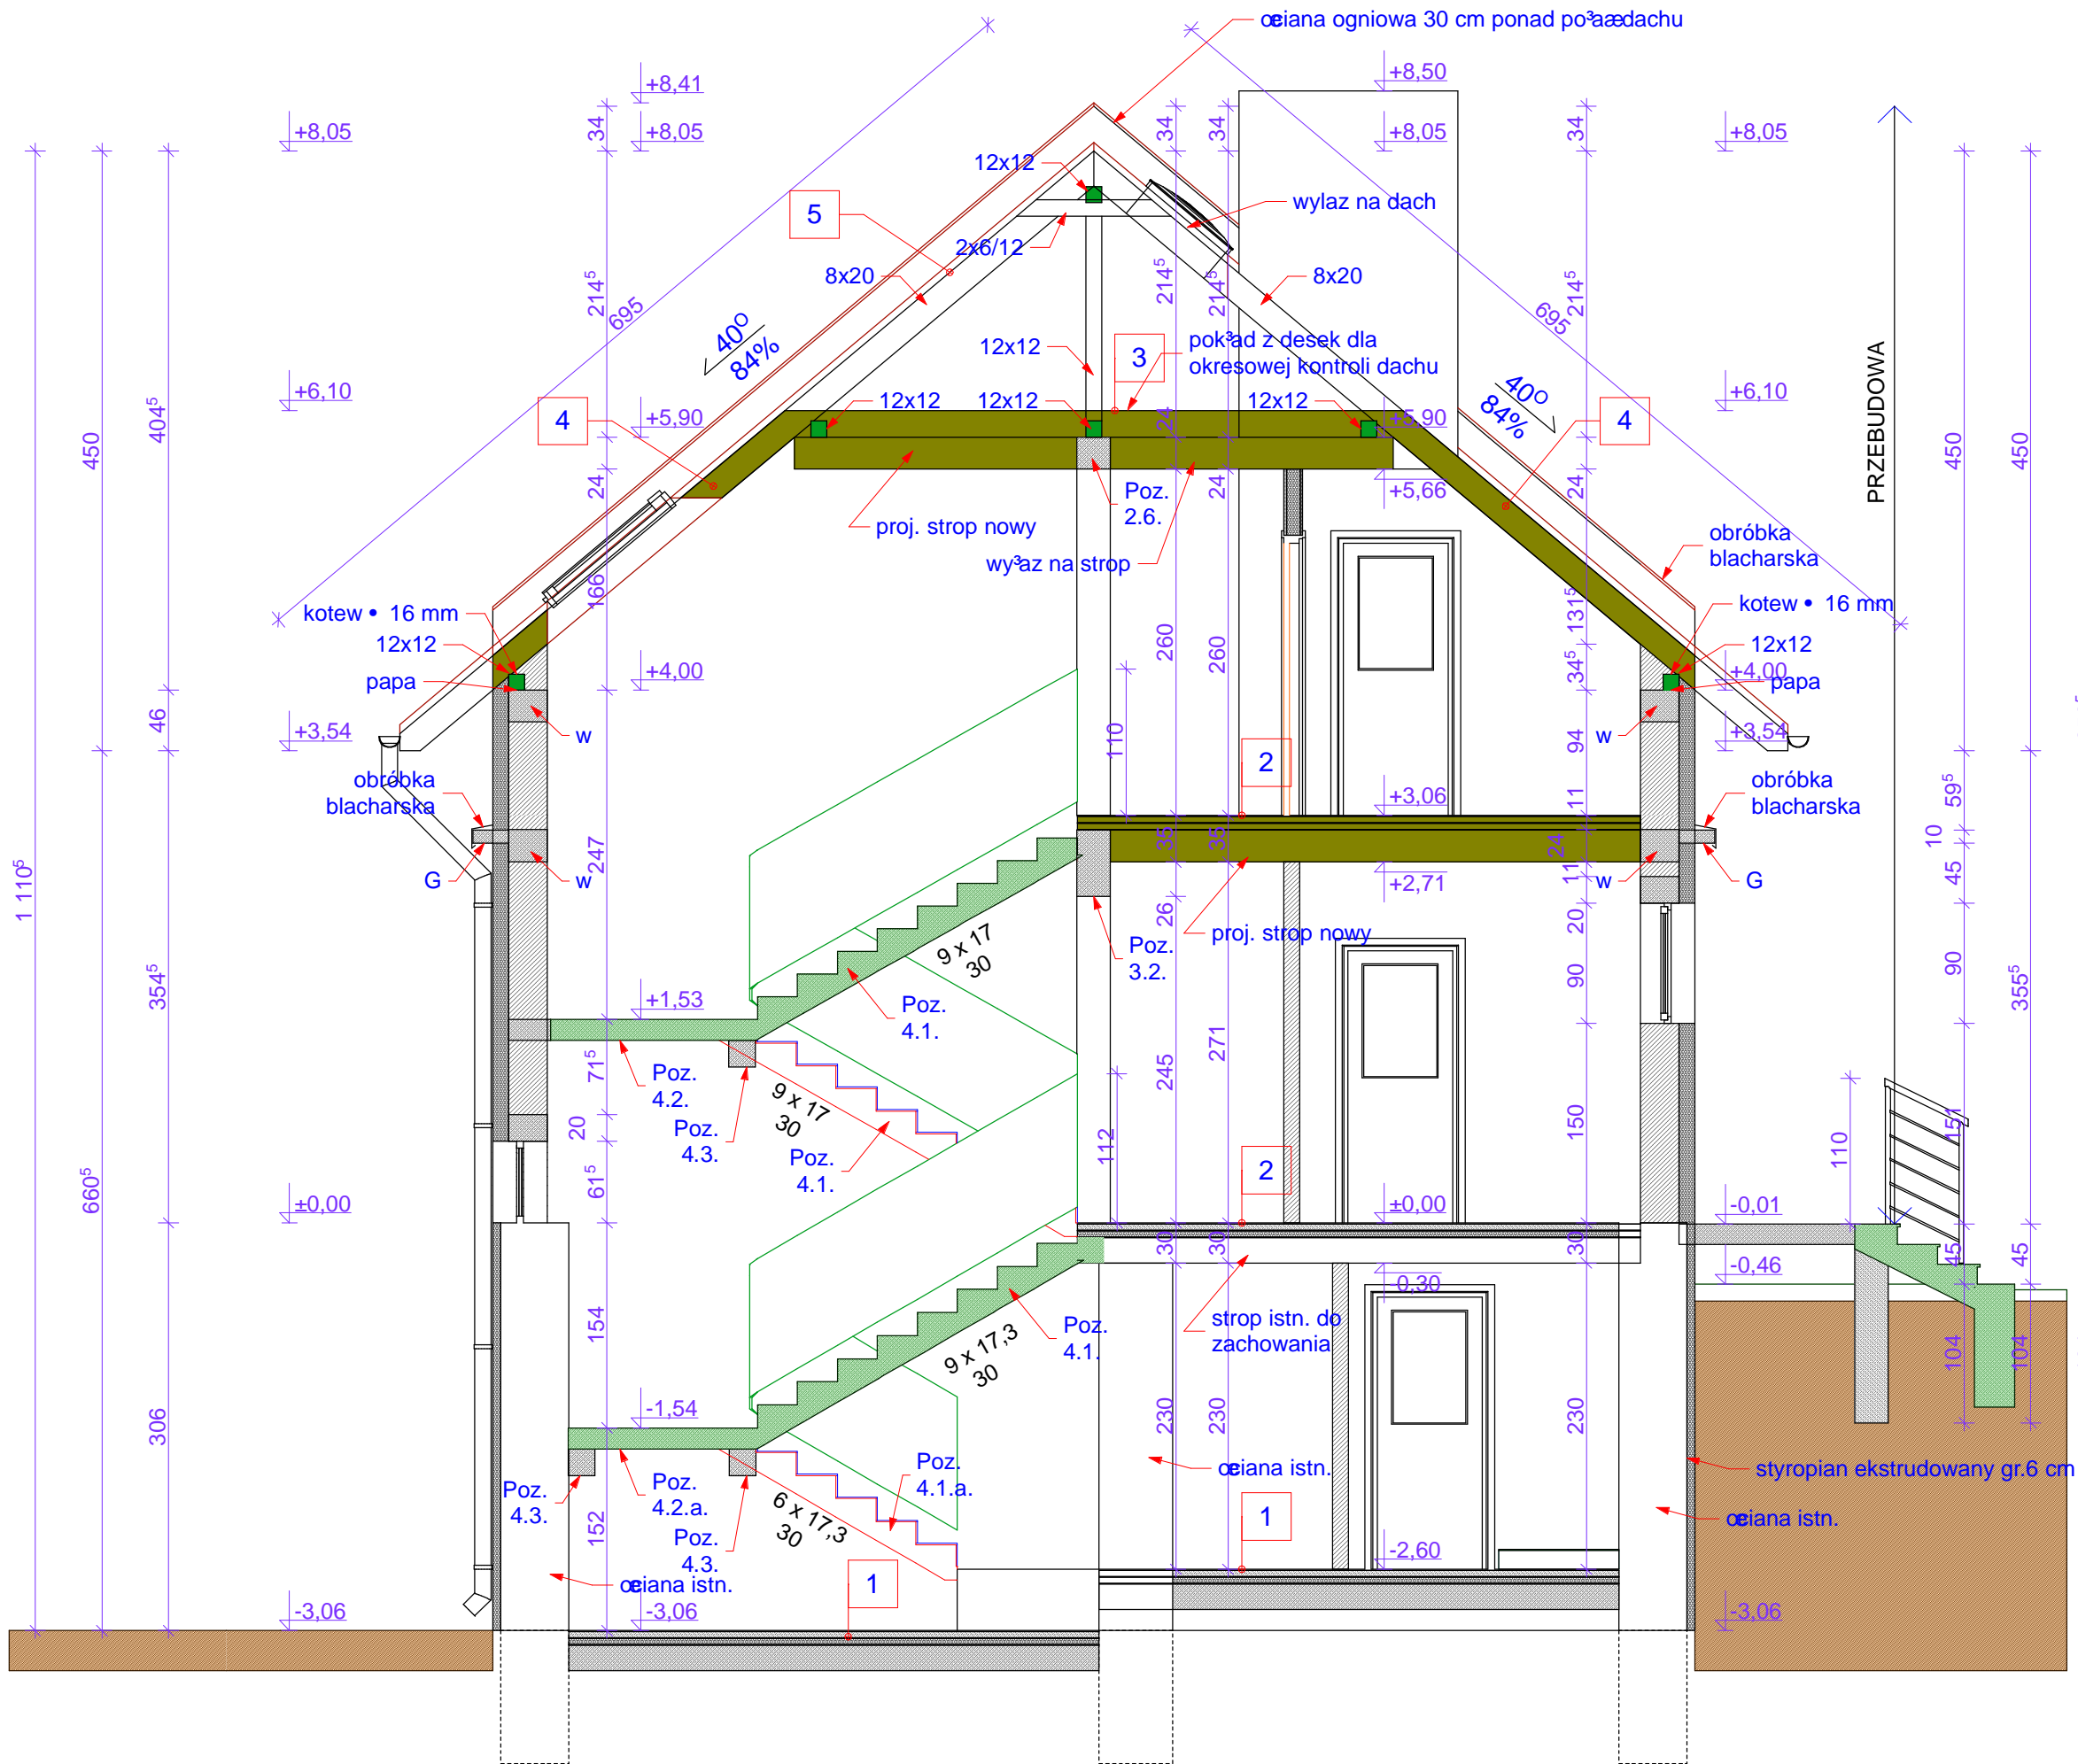 œciana ogniowa 30 cm ponad po³aæ dachu
+8,50
+8,41
+8,05
+8,05
+8,05
+8,05
34
34
34
34
12x12
5
wylaz na dach
2x6/12
8x20
8x20
214⁵
214⁵
214⁵
214⁵
695
695
40O
84%
40O
84%
12x12
3
pok³ad z desek dla
okresowej kontroli dachu
PRZEBUDOWA
+6,10
+6,10
404⁵
450
450
450
4
12x12
12x12
12x12
4
+5,90
+5,90
24
24
24
24
24
+5,66
Poz.
2.6.
proj. strop nowy
wy³az na strop
obróbka
blacharska
166
260
260
131⁵
34⁵
kotew • 16 mm
12x12
papa
kotew • 16 mm
12x12
papa
+4,00
+4,00
46
w
w
+3,54
+3,54
110
94
2
obróbka
blacharska
obróbka
blacharska
+3,06
11
59⁵
10
35
35
24
11
45
G
w
w
G
247
+2,71
26
20
1 110⁵
354⁵
9 x 17
30
Poz.
3.2.
proj. strop nowy
90
90
355⁵
+1,53
Poz.
4.1.
271
245
71⁵
Poz.
4.2.
9 x 17
30
20
Poz.
4.3.
Poz.
4.1.
112
150
151
110
660⁵
61⁵
2
±0,00
±0,00
-0,01
30
30
30
45
45
-0,46
-0,30
154
strop istn. do
zachowania
Poz.
4.1.
9 x 17,3
30
104
104
306
-1,54
230
230
230
Poz.
4.1.a.
œciana istn.
styropian ekstrudowany gr.6 cm
Poz.
4.3.
Poz.
4.2.a.
6 x 17,3
30
1
œciana istn.
152
Poz.
4.3.
-2,60
œciana istn.
1
-3,06
-3,06
-3,06